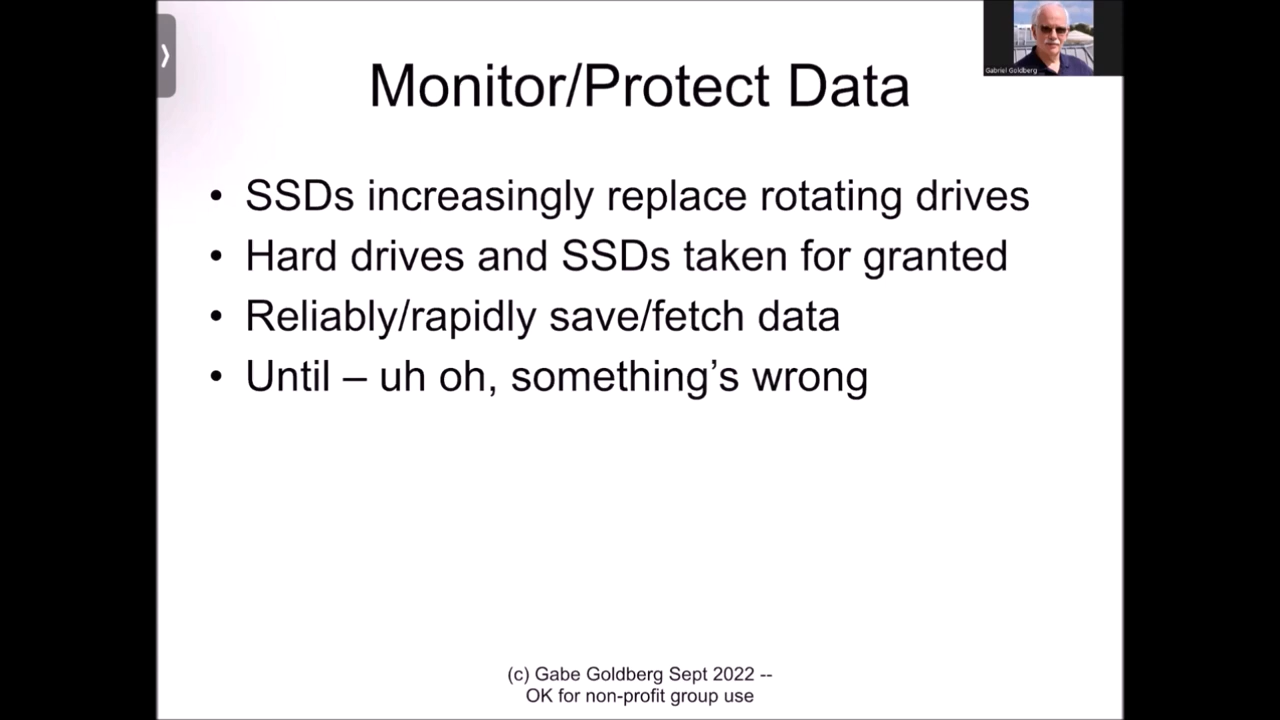 Monitor/Protect Data
Gabriel Goldberg
• SSDs increasingly replace rotating drives
• Hard drives and SSDs taken for granted
• Reliably/rapidly save/fetch data
• Until – uh oh, something’s wrong
(c) Gabe Goldberg Sept 2022 --
OK for non-profit group use